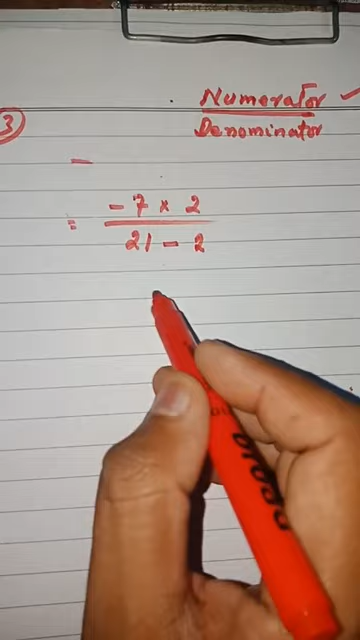 3
Numerator
Denominator
-
= - 7 × 2
21 - 2